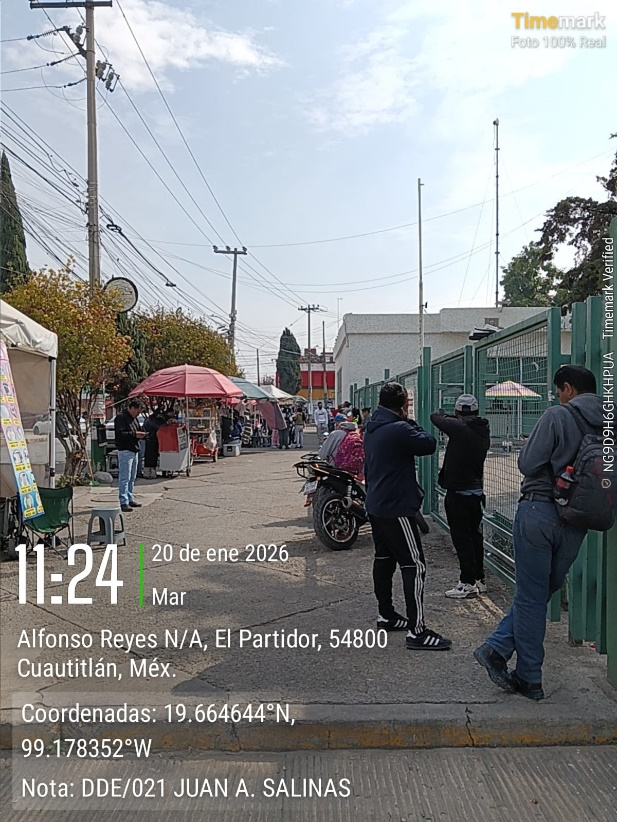 Timemark
Foto 100% Real
NG9D9H6GHKHPUA Timemark Verified
11:24
20 de ene 2026
Mar
Alfonso Reyes N/A, El Partidor, 54800
Cuautitlán, Méx.
Coordenadas: 19.664644°N,
99.178352°W
Nota: DDE/021 JUAN A. SALINAS